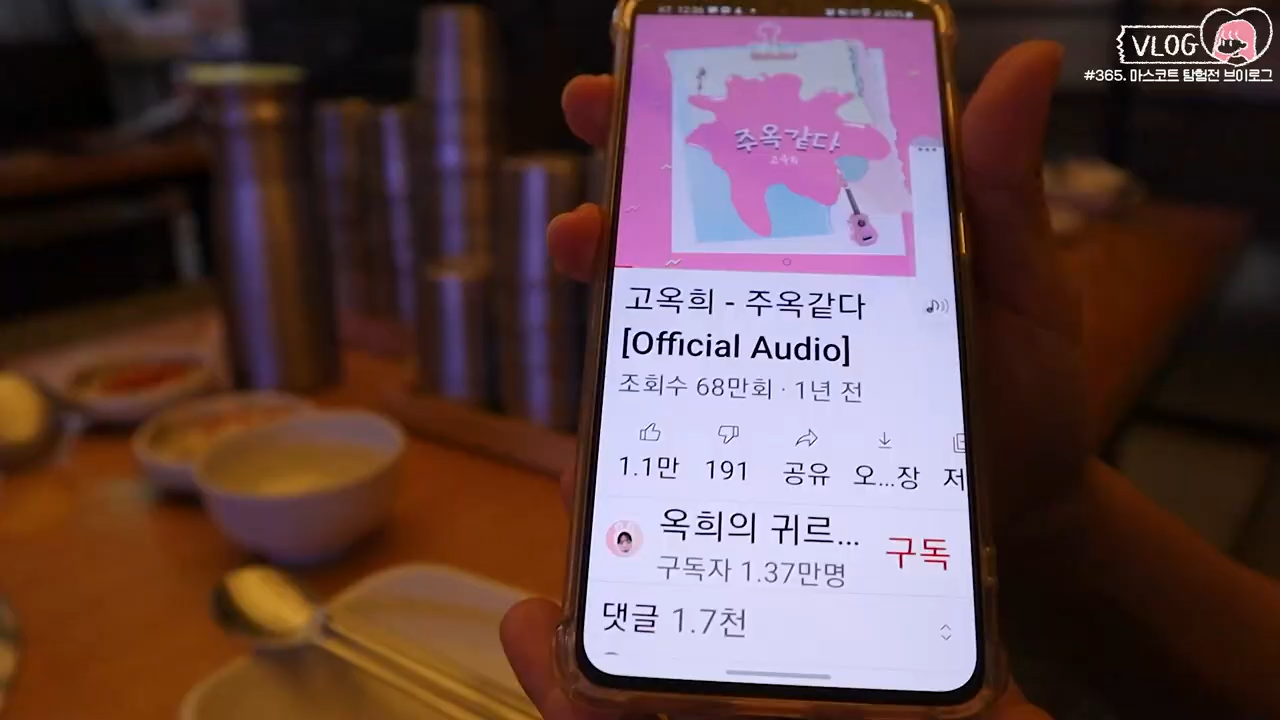 VLOG
#365. 마스코트 탐험전 브이로그
주옥같다
고옥희
고옥희 - 주옥같다
[Official Audio]
조회수 68만회 · 1년 전
1.1만 191 공유 오...장 저
옥희의 귀르...
구독
구독자 1.37만명
댓글 1.7천